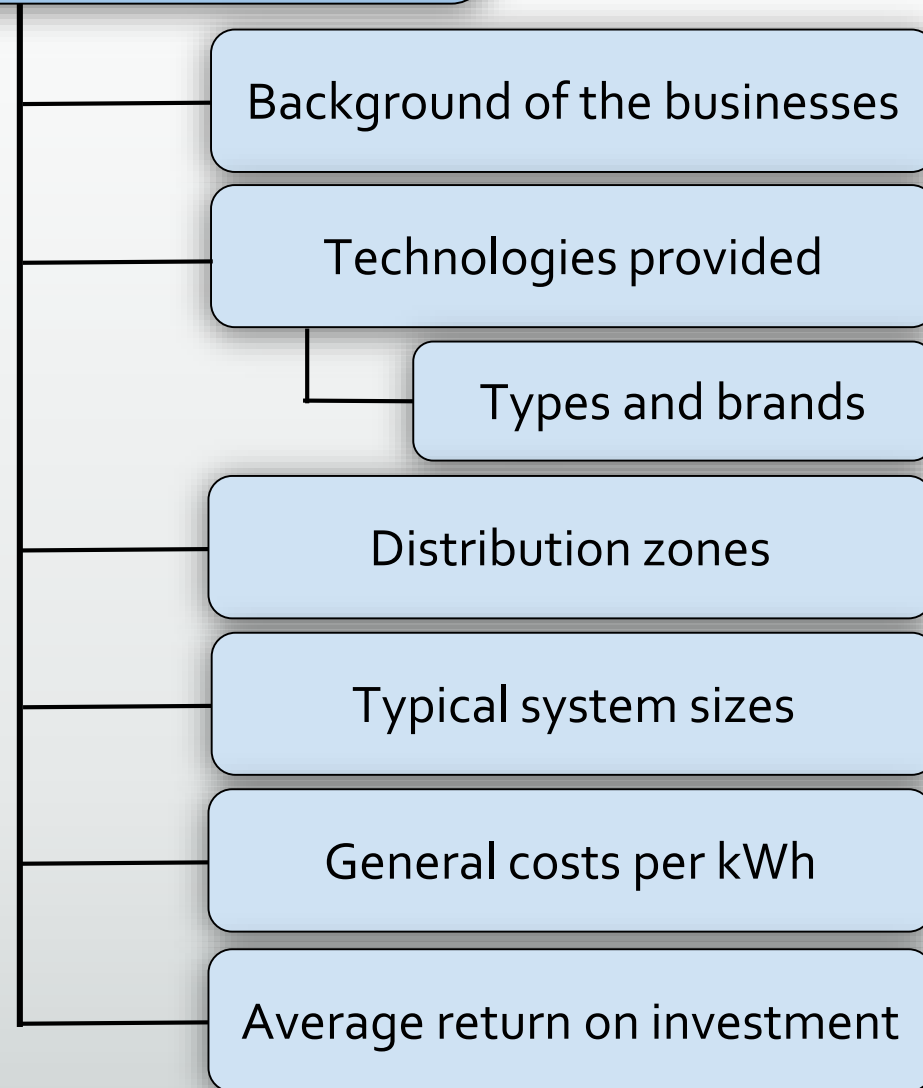 Background of the businesses
Technologies provided
Types and brands
Distribution zones
Typical system sizes
General costs per kWh
Average return on investment